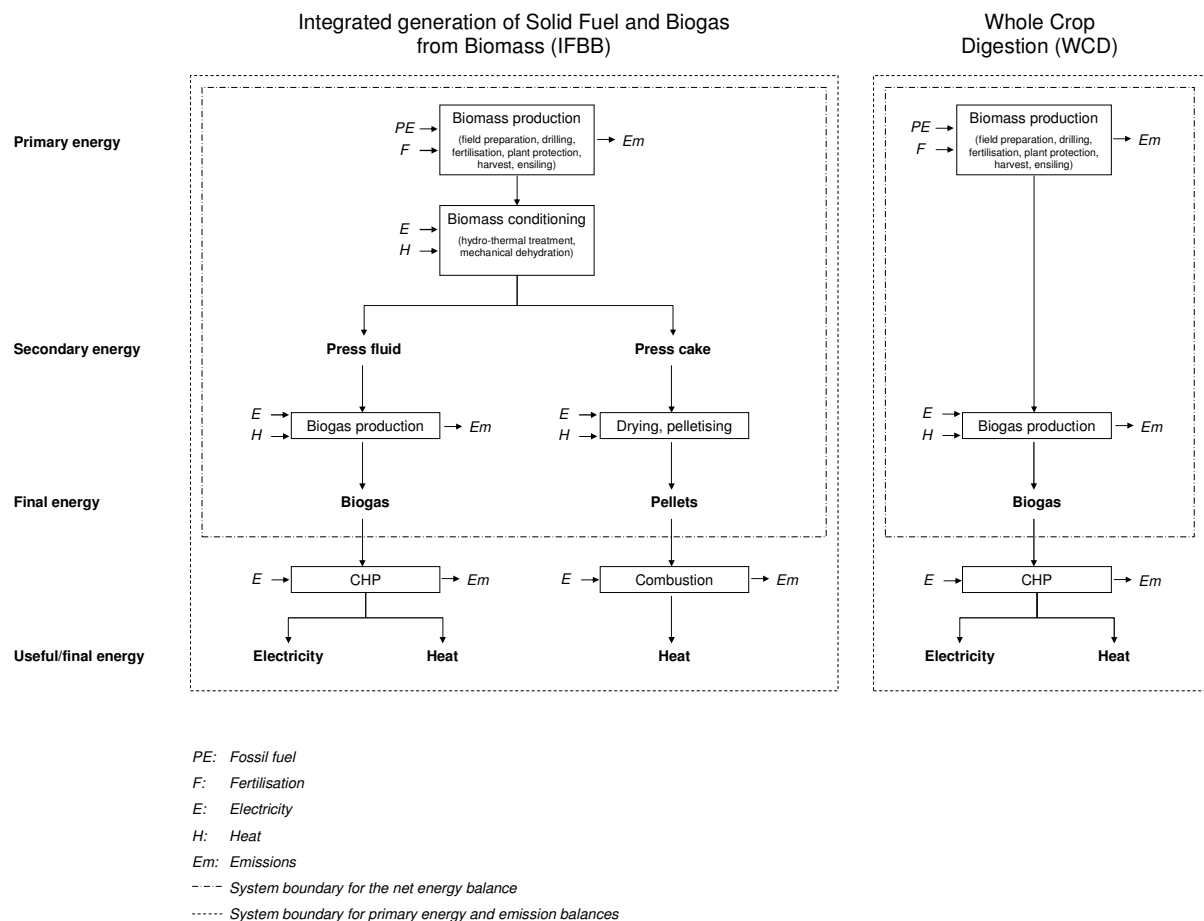 Integrated generation of Solid Fuel and Biogas
from Biomass (IFBB)
Whole Crop
Digestion (WCD)
Primary energy
PE
F
Biomass production
(field preparation, drilling,
fertilisation, plant protection,
harvest, ensiling)
Em
PE
F
Biomass production
(field preparation, drilling,
fertilisation, plant protection,
harvest, ensiling)
Em
E
H
Biomass conditioning
(hydro-thermal treatment,
mechanical dehydration)
Secondary energy
Press fluid
Press cake
E
H
Biogas production
Em
E
H
Drying, pelletising
E
H
Biogas production
Em
Final energy
Biogas
Pellets
Biogas
E
CHP
Em
E
Combustion
Em
E
CHP
Em
Useful/final energy
Electricity
Heat
Heat
Electricity
Heat
PE: Fossil fuel
F: Fertilisation
E: Electricity
H: Heat
Em: Emissions
System boundary for the net energy balance
System boundary for primary energy and emission balances